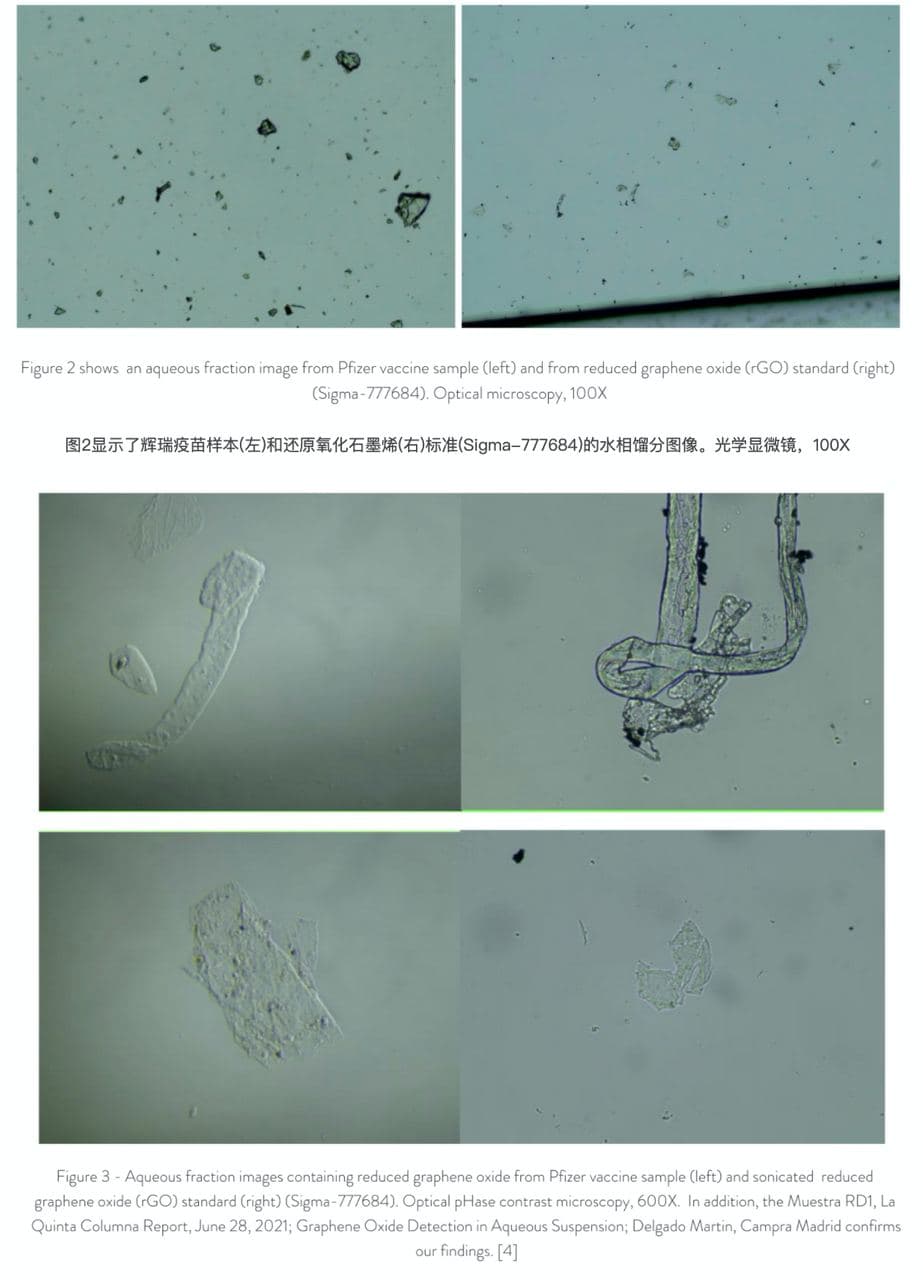 Figure 2 shows an aqueous fraction image from Pfizer vaccine sample (left) and from reduced graphene oxide (rGO) standard (right)
(Sigma-777684). Optical microscopy, 100X
图2显示了辉瑞疫苗样本(左)和还原氧化石墨烯(右)标准(Sigma-777684)的水相馏分图像。光学显微镜，100X
Figure 3 - Aqueous fraction images containing reduced graphene oxide from Pfizer vaccine sample (left) and sonicated reduced
graphene oxide (rGO) standard (right) (Sigma-777684). Optical pHase contrast microscopy, 600X. In addition, the Muestra RD1, La
Quinta Columna Report, June 28, 2021; Graphene Oxide Detection in Aqueous Suspension; Delgado Martin, Campra Madrid confirms
our findings. [4]